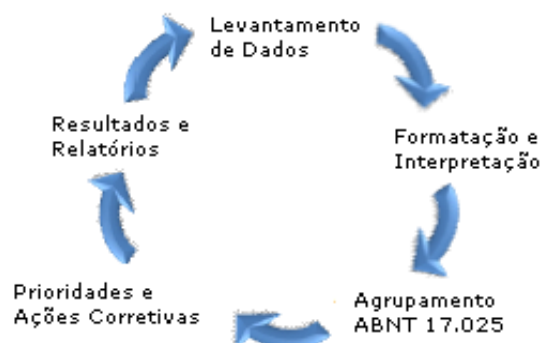 Levantamento
de Dados
Formatação e
Interpretação
Agrupamento
ABNT 17.025
Prioridades e
Ações Corretivas
Resultados e
Relatórios